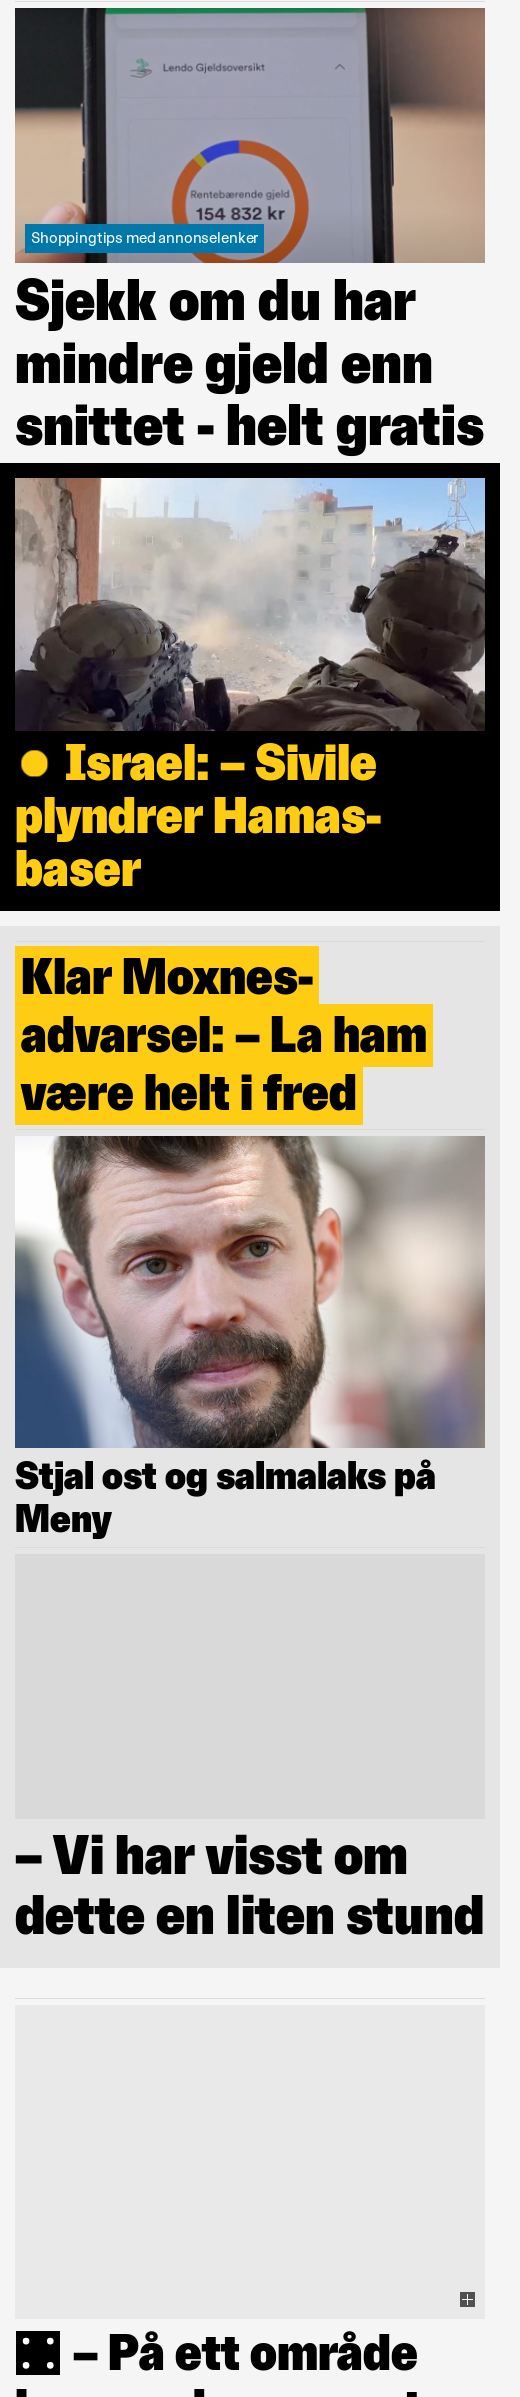 Lendo Gjeldsoversikt
Rentebærende gjeld
154 832 kr
Shoppingtips med annonselenker
Sjekk om du har
mindre gjeld enn
snittet - helt gratis
Israel: – Sivile
plyndrer Hamas-
baser
Klar Moxnes-
advarsel: – La ham
være helt i fred
Stjal ost og salmalaks på
Meny
– Vi har visst om
dette en liten stund
– På ett område